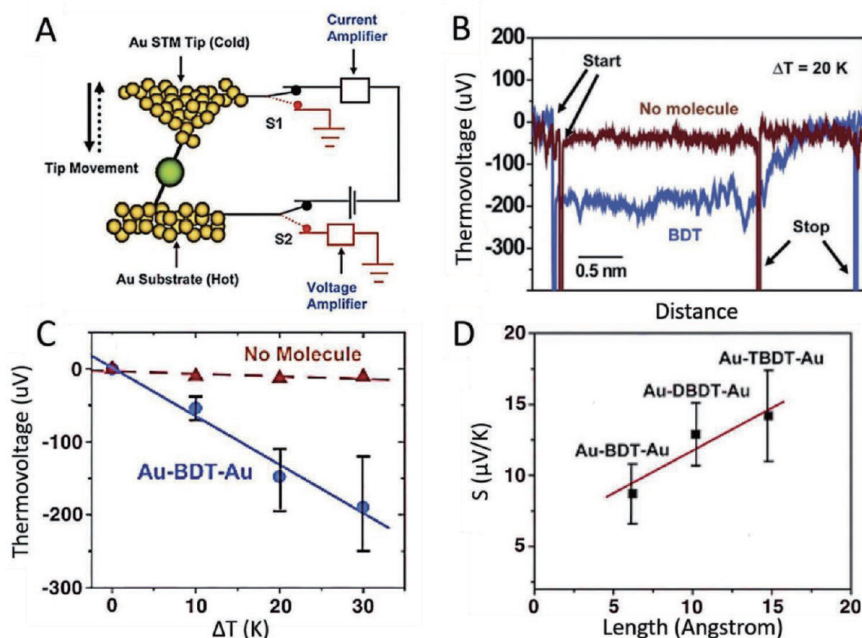 A
Au STM Tip (Cold)
Current
Amplifier
S1
Tip Movement
S2
Au Substrate (Hot)
Voltage
Amplifier
B
Thermovoltage (uV)
200
100
0
-100
-200
-300
Start
ΔT = 20 K
No molecule
BDT
Stop
0.5 nm
Distance
C
Thermovoltage (uV)
0
-100
-200
-300
No Molecule
Au-BDT-Au
0
10
20
30
ΔT (K)
D
S (µV/K)
20
15
10
5
Au-TBDT-Au
Au-DBDT-Au
Au-BDT-Au
0
5
10
15
20
Length (Angstrom)